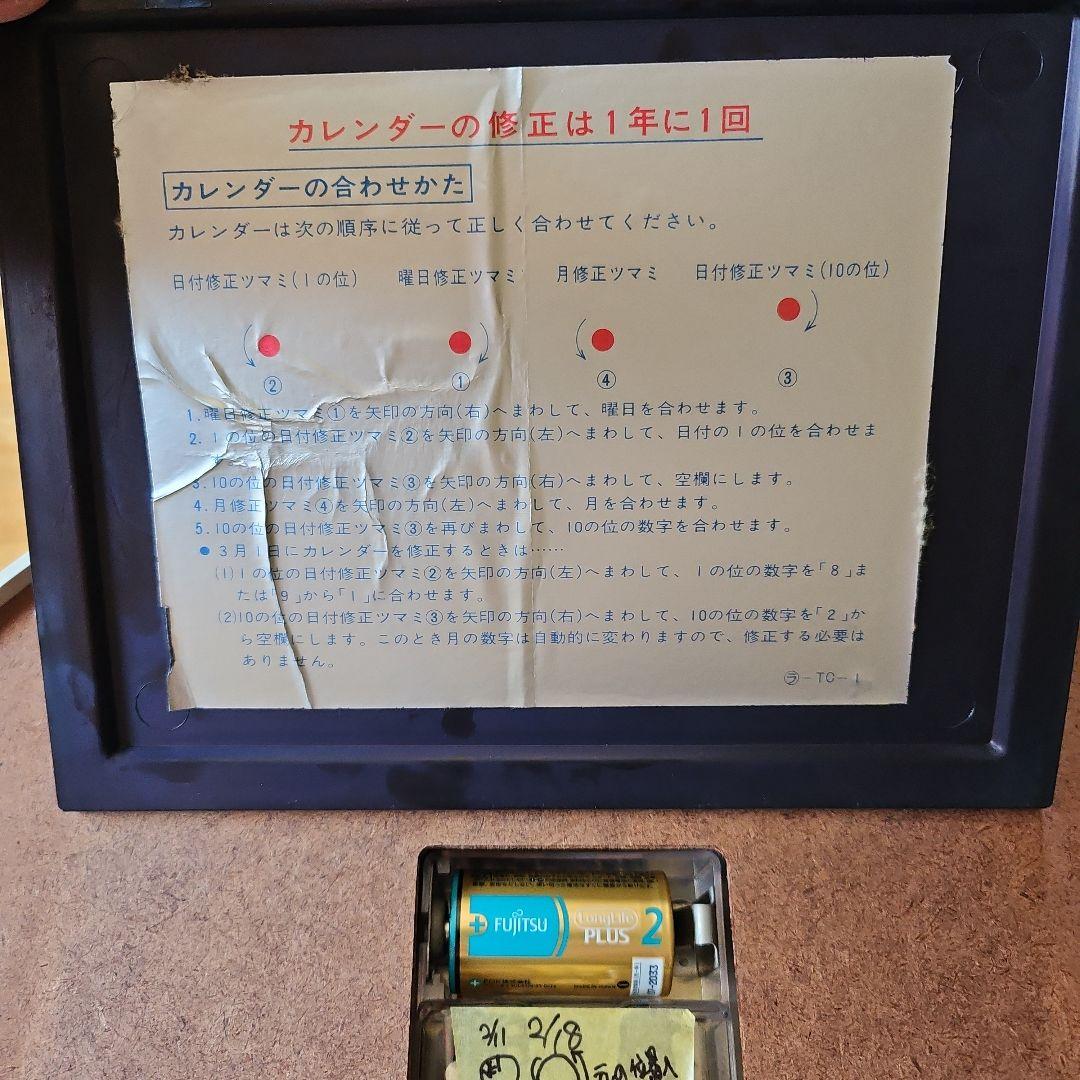 カレンダーの修正は1年に1回
カレンダーの合わせかた
カレンダーは次の順序に従って正しく合わせてください。
日付修正ツマミ(1の位) 曜日修正ツマミ 月修正ツマミ 日付修正ツマミ(10の位)
② ① ④ ③
1.曜日修正ツマミ①を矢印の方向(右)へまわして、曜日を合わせます。
2.1の位の日付修正ツマミ②を矢印の方向(左)へまわして、日付の1の位を合わせま
す。
3.10の位の日付修正ツマミ③を矢印の方向(右)へまわして、空欄にします。
4.月修正ツマミ④を矢印の方向(左)へまわして、月を合わせます。
5.10の位の日付修正ツマミ③を再びまわして、10の位の数字を合わせます。
●3月1日にカレンダーを修正するときは……
(1)1の位の日付修正ツマミ②を矢印の方向(左)へまわして、1の位の数字を「8」ま
たは「9」から「1」に合わせます。
(2)10の位の日付修正ツマミ③を矢印の方向(右)へまわして、10の位の数字を「2」か
ら空欄にします。このとき月の数字は自動的に変わりますので、修正する必要は
ありません。
㋶-TC-1
+ FUJITSU LongLife PLUS 2
07-2033
2/11 2/18
の位置